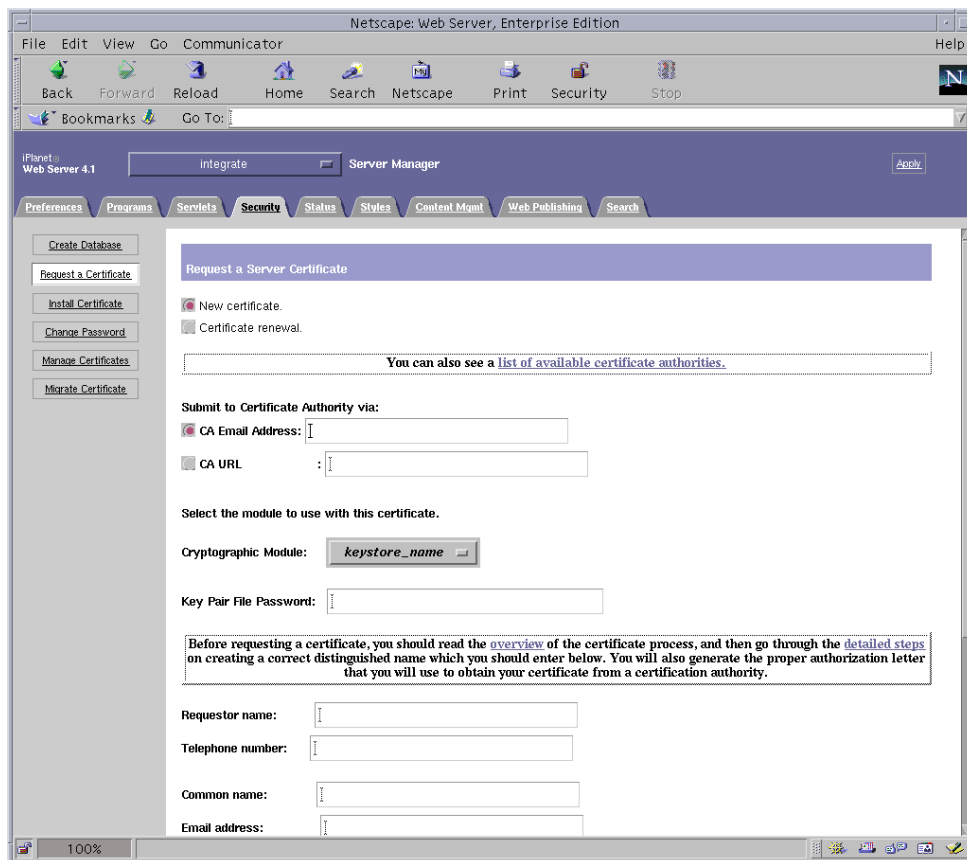 Netscape: Web Server, Enterprise Edition
File Edit View Go Communicator Help
Back Forward Reload Home Search Netscape Print Security Stop
My
N
Bookmarks Go To:
iPlanet
Web Server 4.1
integrate
Server Manager
Apply
Preferences Programs Servlets Security Status Styles Content Mgmt Web Publishing Search
Create Database
Request a Certificate
Install Certificate
Change Password
Manage Certificates
Migrate Certificate
Request a Server Certificate
New certificate.
Certificate renewal.
You can also see a list of available certificate authorities.
Submit to Certificate Authority via:
CA Email Address:
CA URL :
Select the module to use with this certificate.
Cryptographic Module: keystore_name
Key Pair File Password:
Before requesting a certificate, you should read the overview of the certificate process, and then go through the detailed steps
on creating a correct distinguished name which you should enter below. You will also generate the proper authorization letter
that you will use to obtain your certificate from a certification authority.
Requestor name:
Telephone number:
Common name:
Email address:
100%